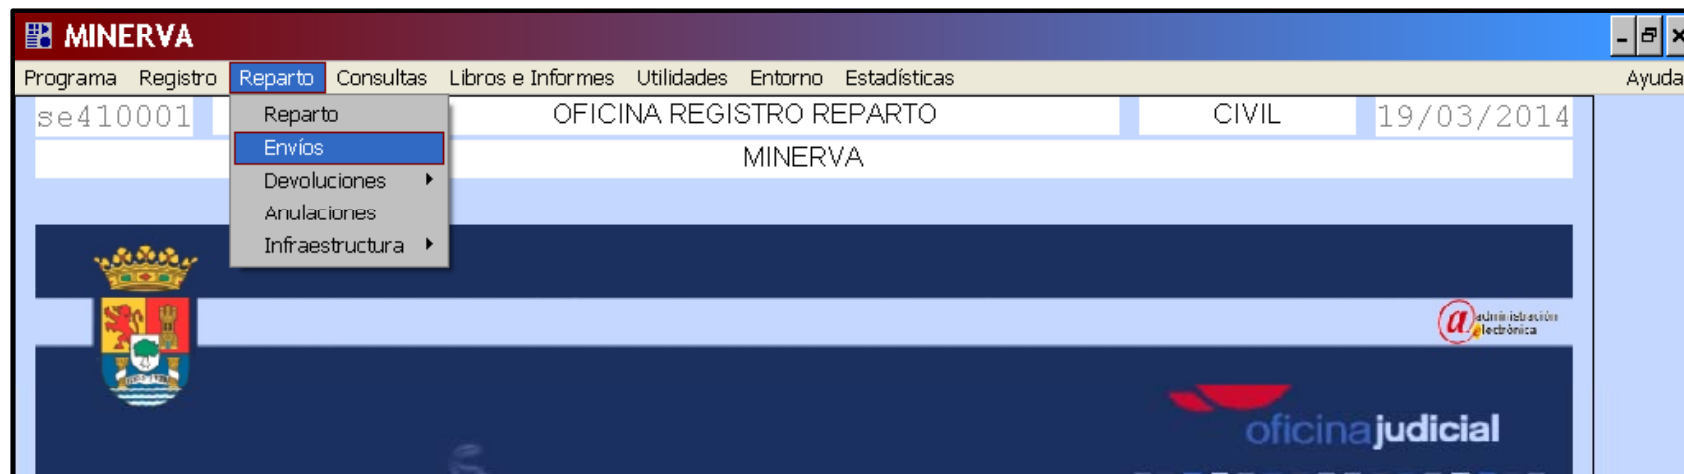 MINERVA
Programa Registro Reparto Consultas Libros e Informes Utilidades Entorno Estadísticas Ayuda
se410001 OFICINA REGISTRO REPARTO CIVIL 19/03/2014
MINERVA
Reparto
Envíos
Devoluciones
Anulaciones
Infraestructura
administración
electrónica
oficinajudicial